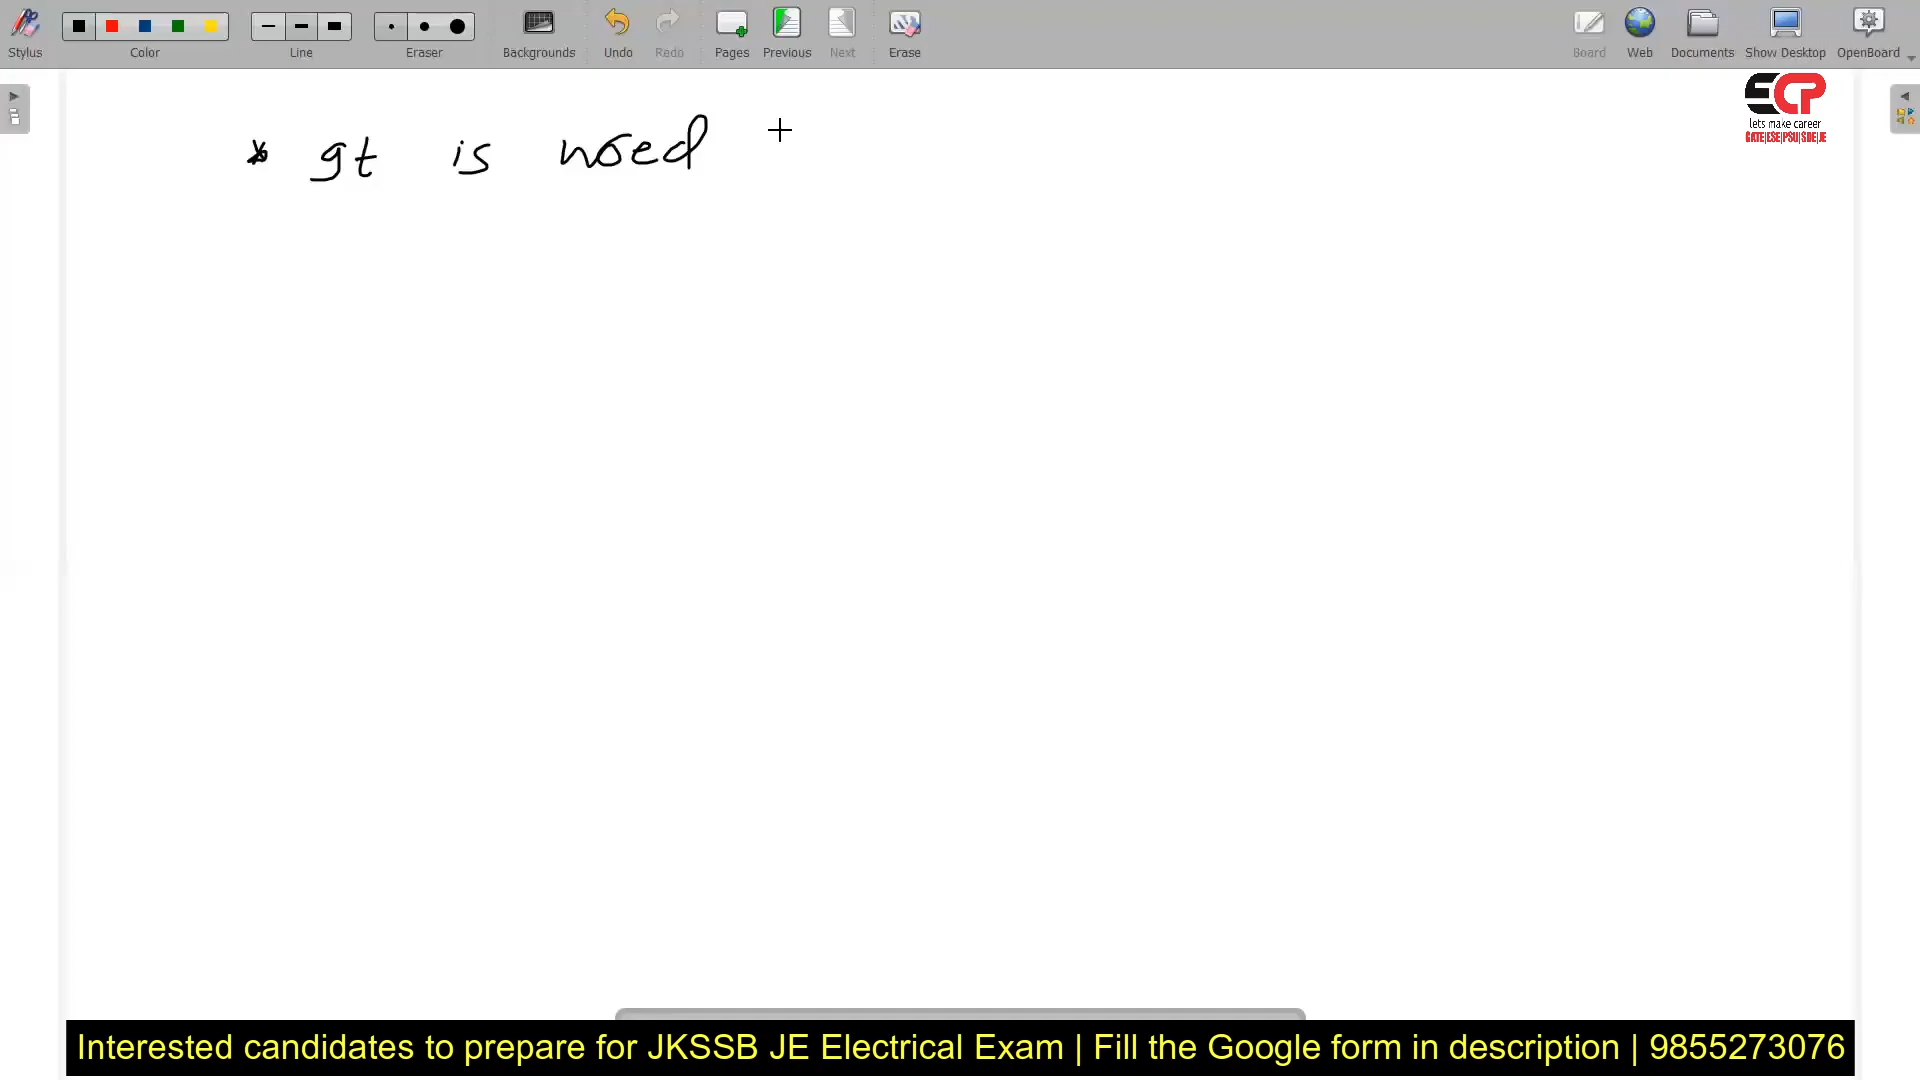 Stylus
Color
Line
Eraser
Backgrounds
Undo
Redo
Pages
Previous
Next
Erase
Board
Web
Documents
Show Desktop
OpenBoard
ECP
lets make career
GATE|ESE|PSU|SDE|JE
* It is used
Interested candidates to prepare for JKSSB JE Electrical Exam | Fill the Google form in description | 9855273076